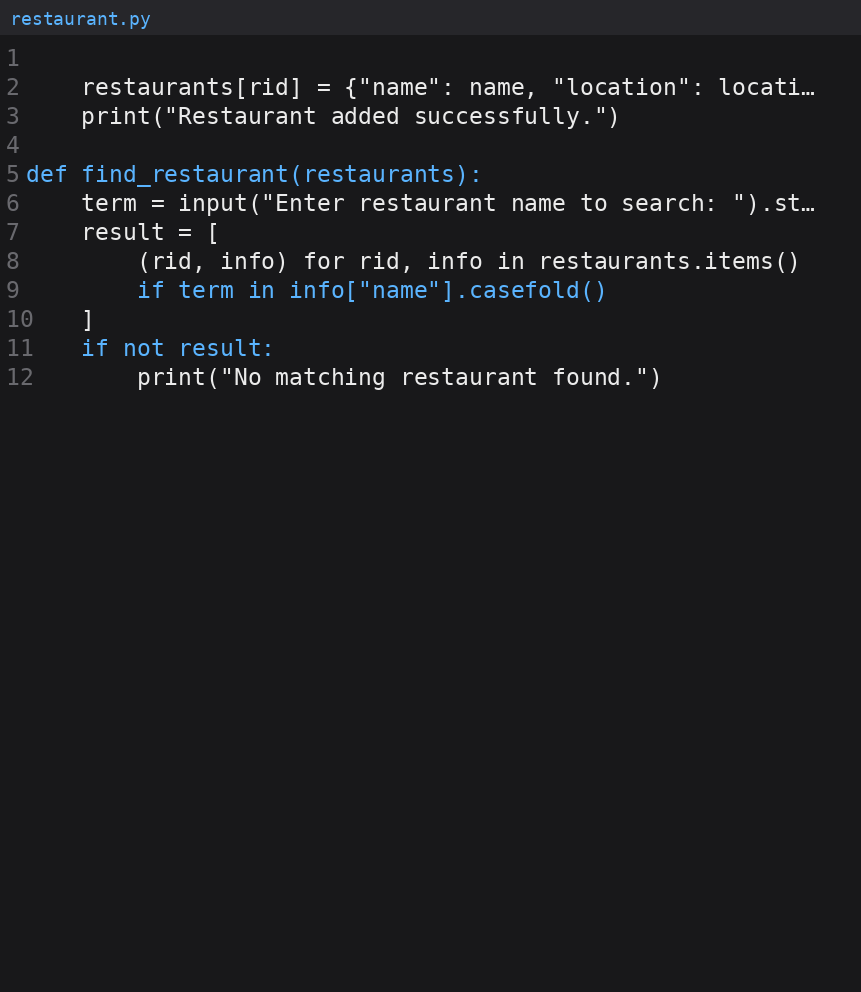 restaurant.py
1
2     restaurants[rid] = {"name": name, "location": locati…
3     print("Restaurant added successfully.")
4
5 def find_restaurant(restaurants):
6     term = input("Enter restaurant name to search: ").st…
7     result = [
8         (rid, info) for rid, info in restaurants.items()
9         if term in info["name"].casefold()
10     ]
11     if not result:
12         print("No matching restaurant found.")